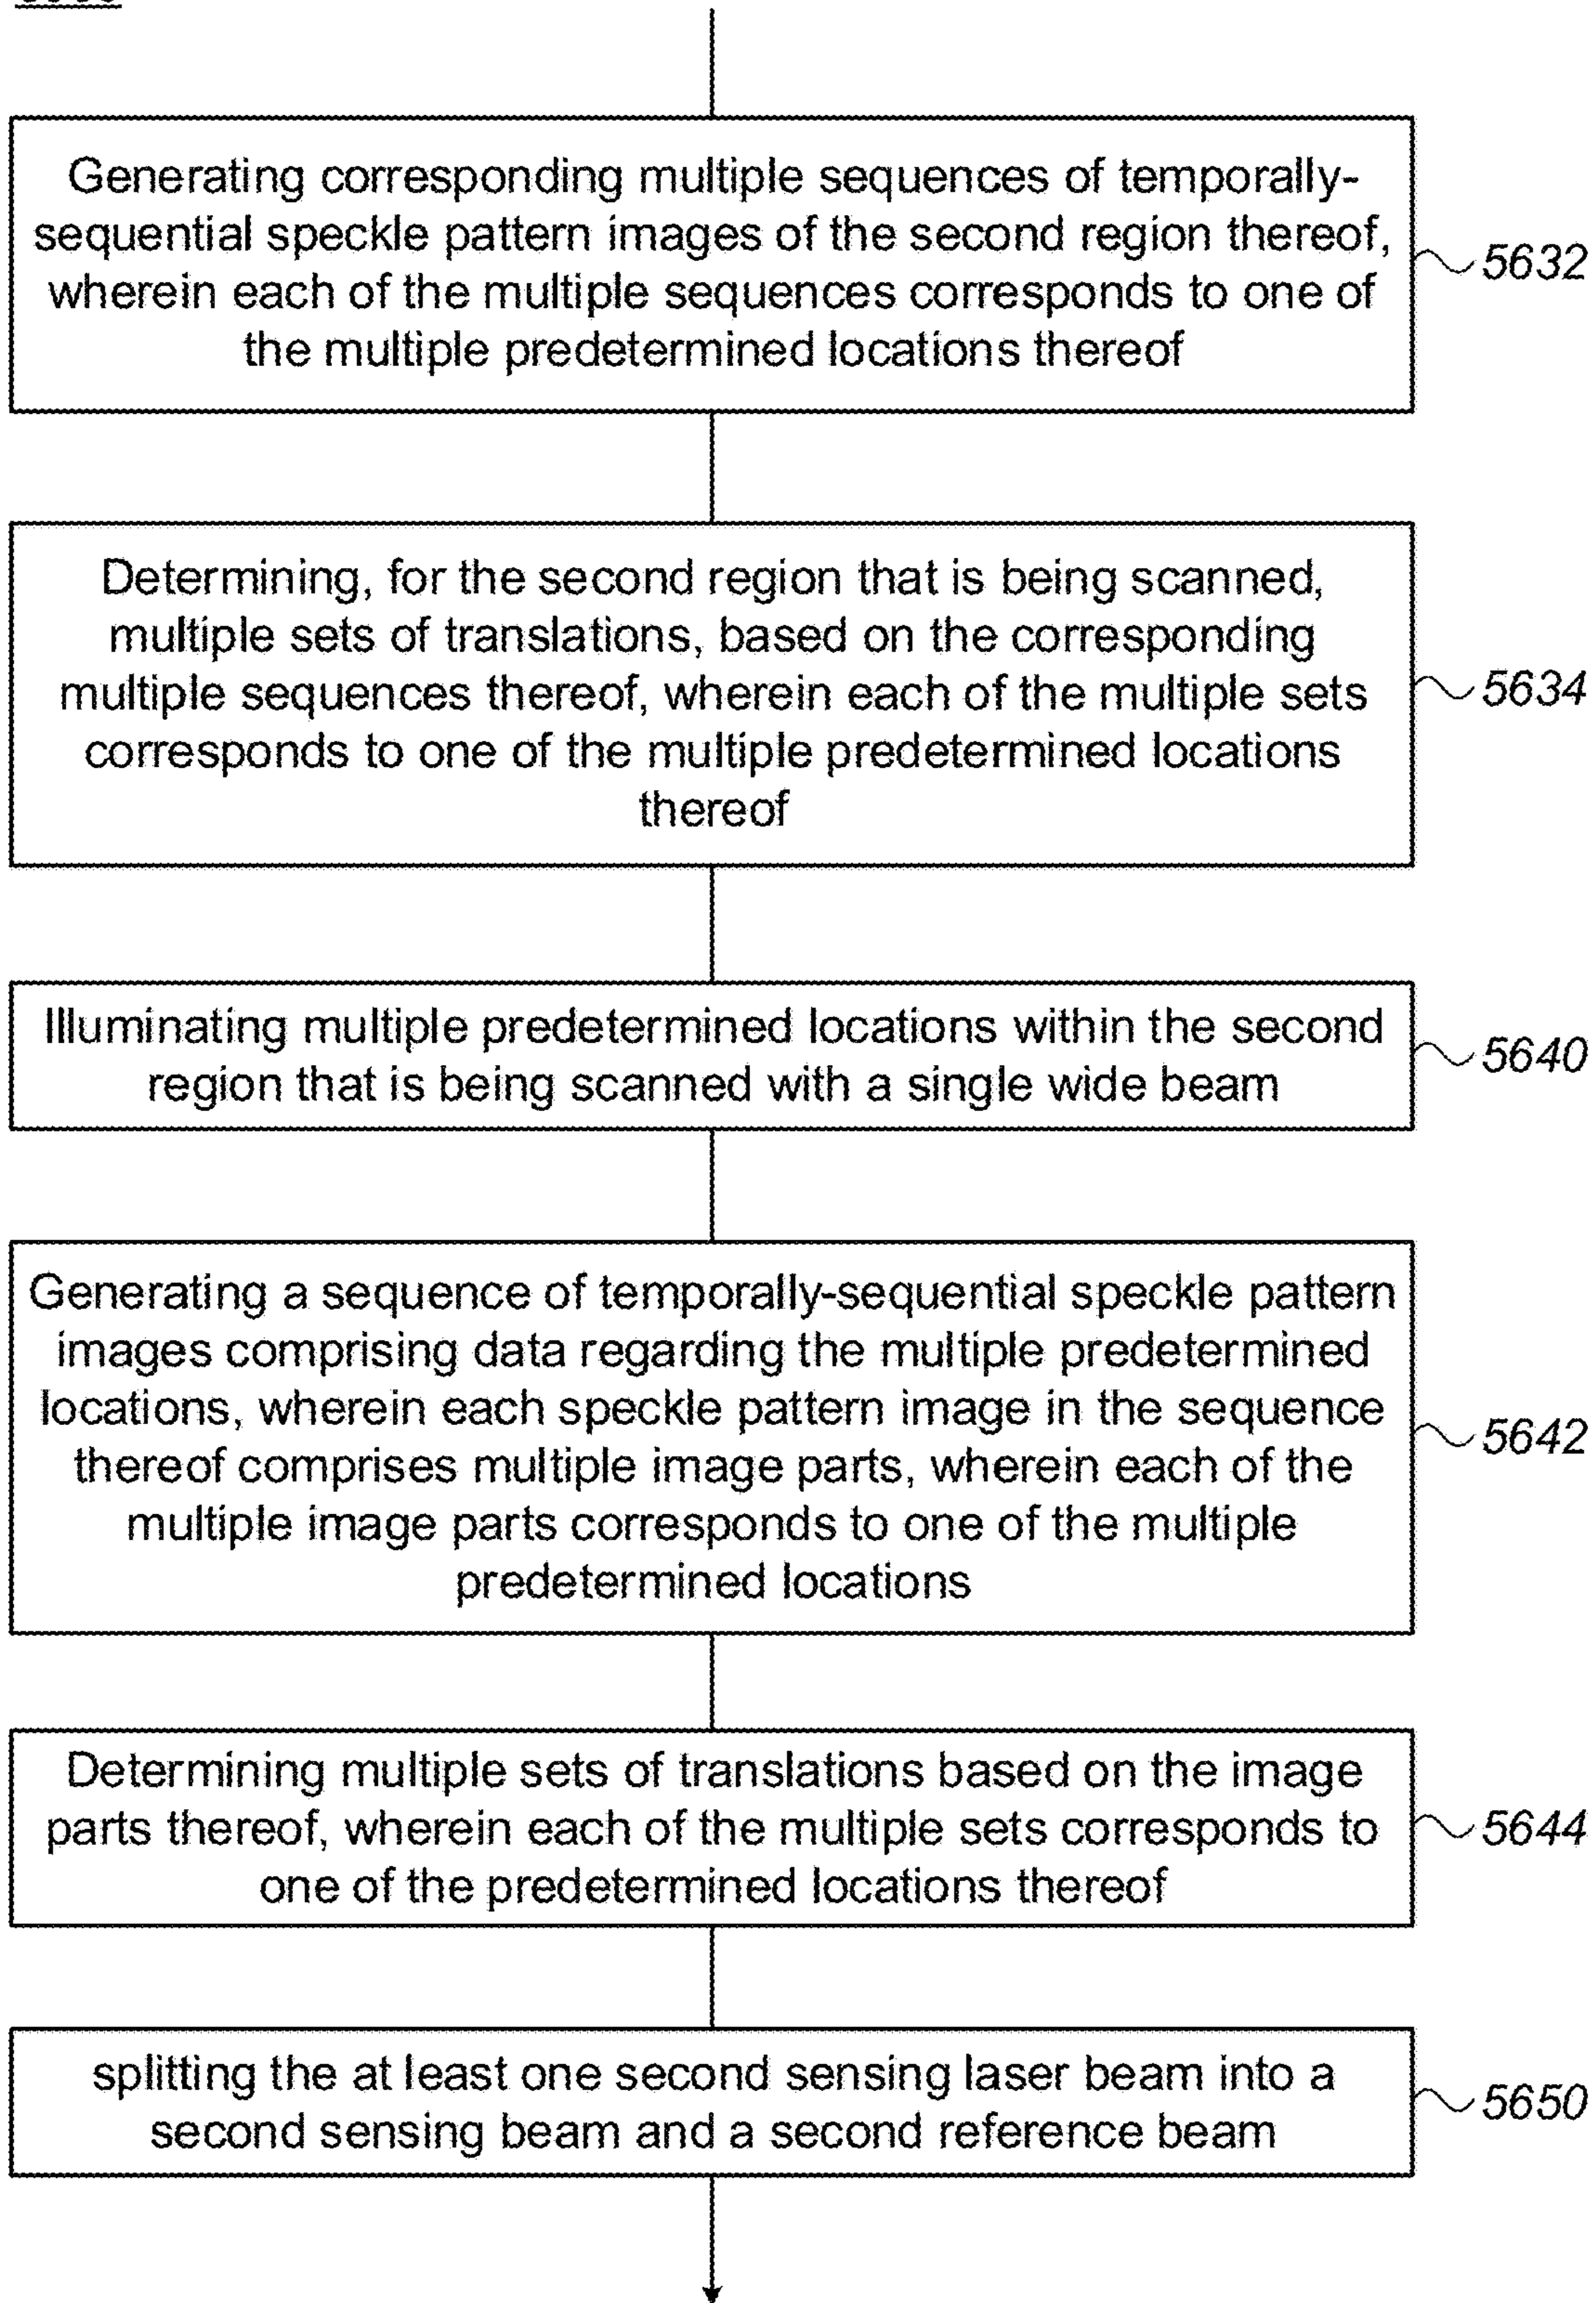 Generating corresponding multiple sequences of temporally-
sequential speckle pattern images of the second region thereof,
wherein each of the multiple sequences corresponds to one of
the multiple predetermined locations thereof
5632
Determining, for the second region that is being scanned,
multiple sets of translations, based on the corresponding
multiple sequences thereof, wherein each of the multiple sets
corresponds to one of the multiple predetermined locations
thereof
5634
Illuminating multiple predetermined locations within the second
region that is being scanned with a single wide beam
5640
Generating a sequence of temporally-sequential speckle pattern
images comprising data regarding the multiple predetermined
locations, wherein each speckle pattern image in the sequence
thereof comprises multiple image parts, wherein each of the
multiple image parts corresponds to one of the multiple
predetermined locations
5642
Determining multiple sets of translations based on the image
parts thereof, wherein each of the multiple sets corresponds to
one of the predetermined locations thereof
5644
splitting the at least one second sensing laser beam into a
second sensing beam and a second reference beam
5650